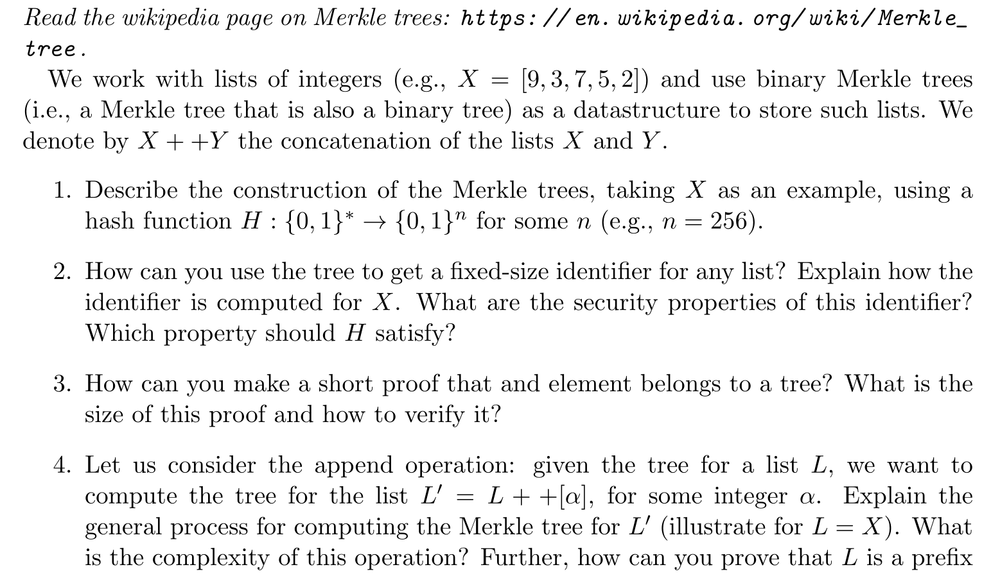 Read the wikipedia page on Merkle trees: https://en.wikipedia.org/wiki/Merkle_
tree.
We work with lists of integers (e.g., X = [9, 3, 7, 5, 2]) and use binary Merkle trees
(i.e., a Merkle tree that is also a binary tree) as a datastructure to store such lists. We
denote by X + +Y the concatenation of the lists X and Y.
1. Describe the construction of the Merkle trees, taking X as an example, using a
hash function H : {0, 1}* → {0, 1}ⁿ for some n (e.g., n = 256).
2. How can you use the tree to get a fixed-size identifier for any list? Explain how the
identifier is computed for X. What are the security properties of this identifier?
Which property should H satisfy?
3. How can you make a short proof that and element belongs to a tree? What is the
size of this proof and how to verify it?
4. Let us consider the append operation: given the tree for a list L, we want to
compute the tree for the list L′ = L + +[α], for some integer α. Explain the
general process for computing the Merkle tree for L′ (illustrate for L = X). What
is the complexity of this operation? Further, how can you prove that L is a prefix